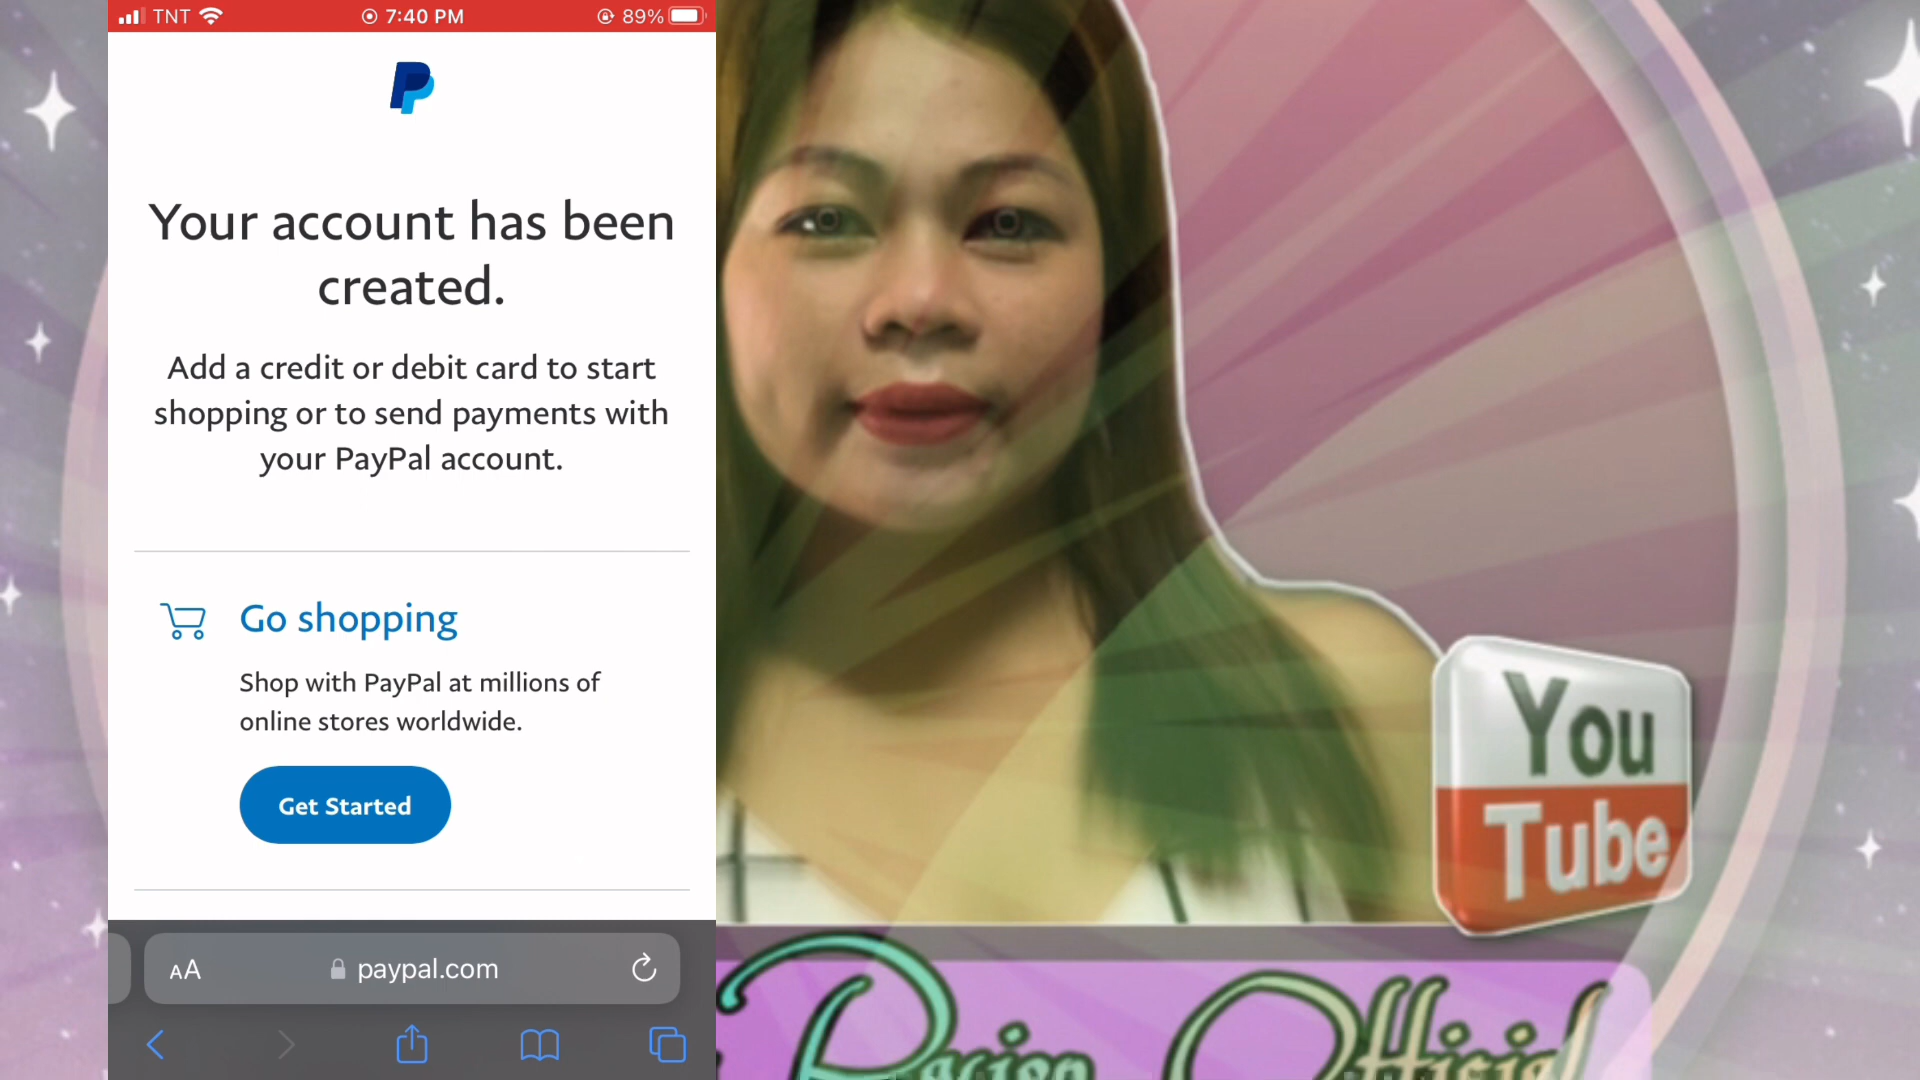 TNT
7:40 PM
89%
Your account has been
created.
Add a credit or debit card to start
shopping or to send payments with
your PayPal account.
Go shopping
Shop with PayPal at millions of
online stores worldwide.
Get Started
AA
paypal.com
You
Tube
Official